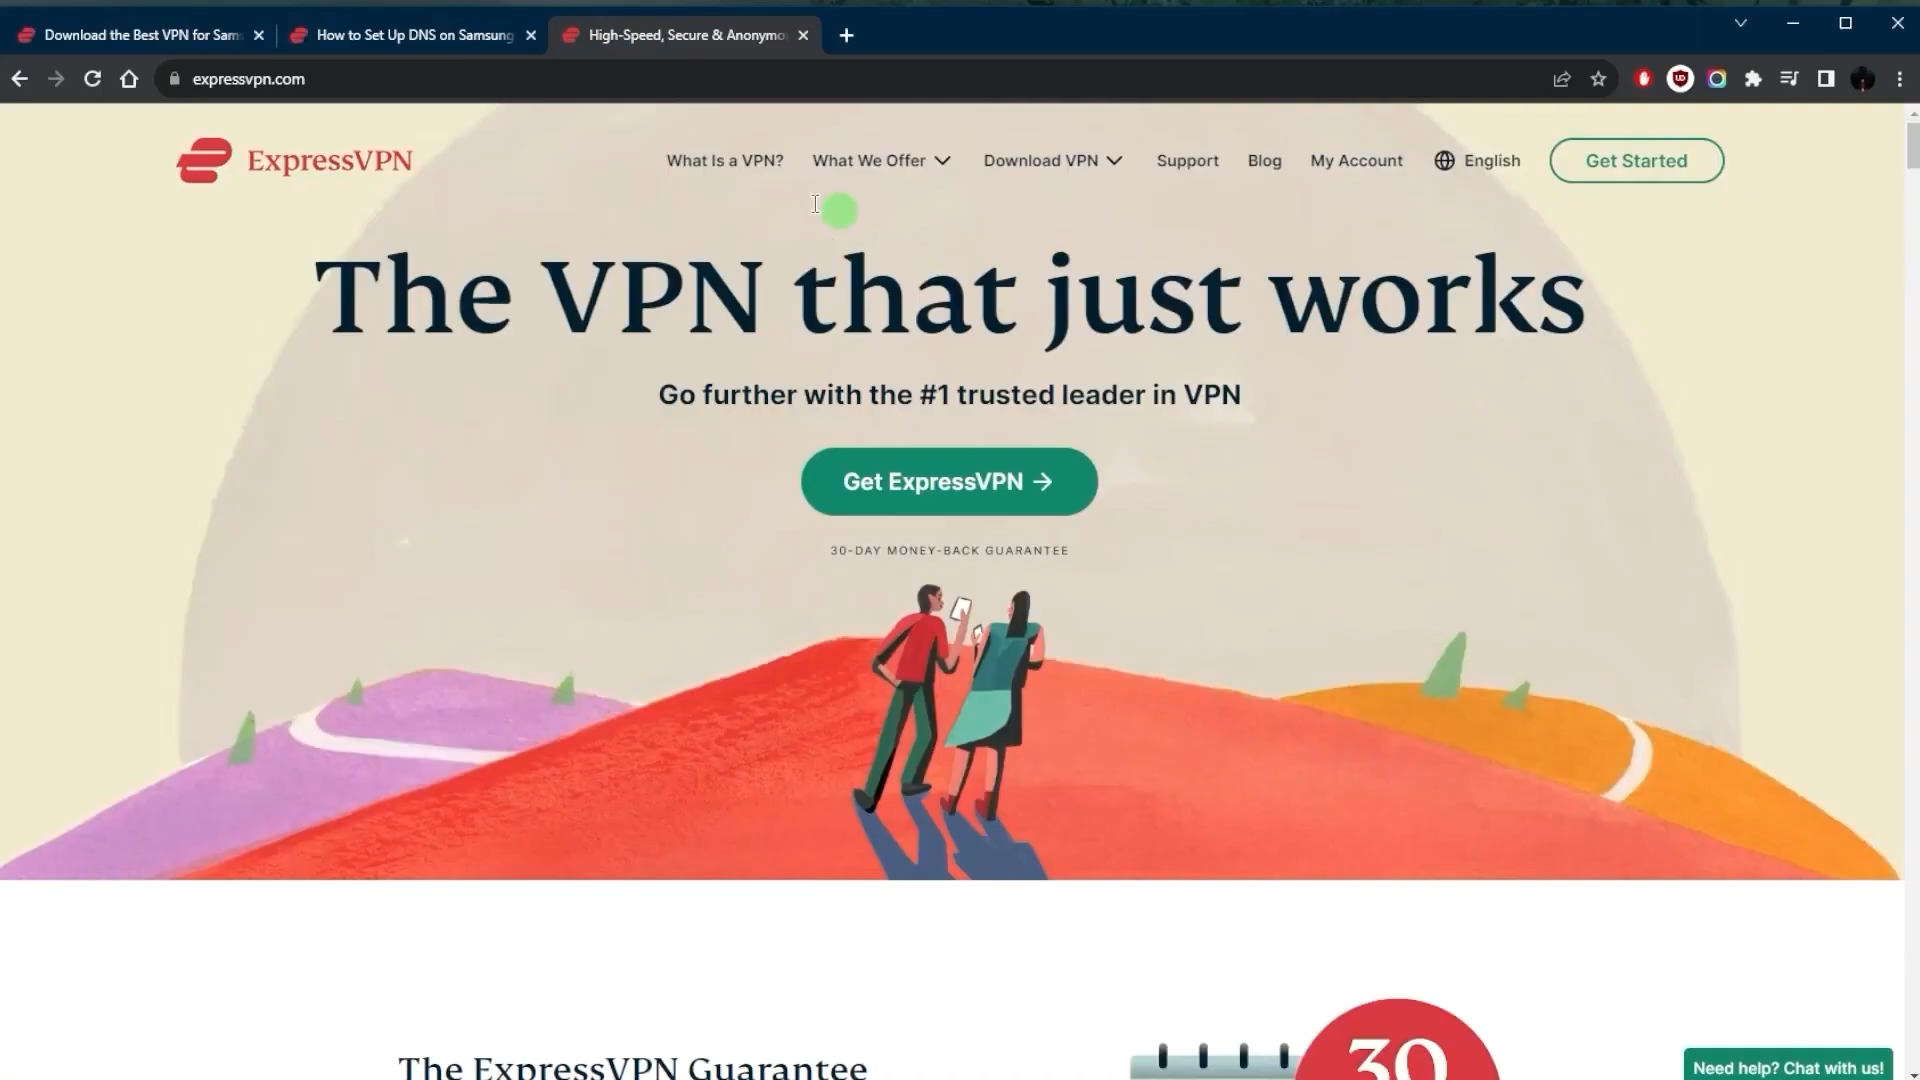 Download the Best VPN for Sam
How to Set Up DNS on Samsung
High-Speed, Secure & Anonymo
expressvpn.com
ExpressVPN
What Is a VPN?
What We Offer
Download VPN
Support
Blog
My Account
English
Get Started
The VPN that just works
Go further with the #1 trusted leader in VPN
Get ExpressVPN →
30-DAY MONEY-BACK GUARANTEE
The ExpressVPN Guarantee
30
Need help? Chat with us!